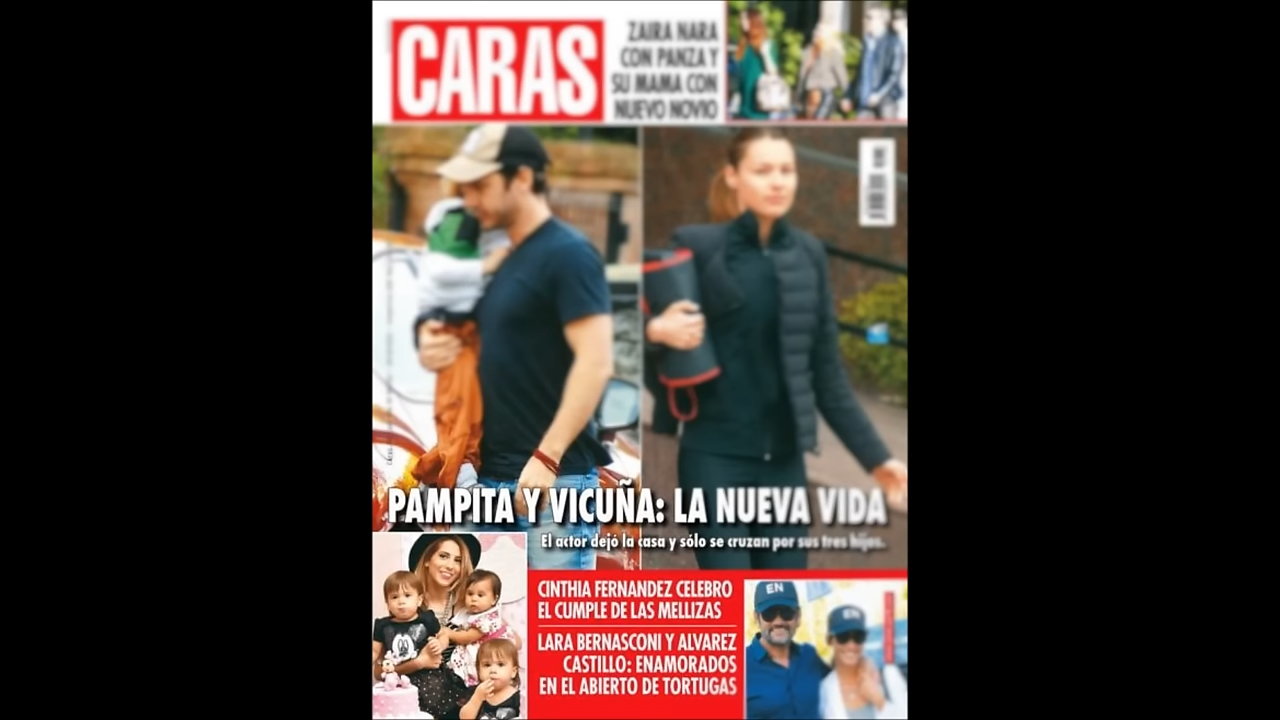 CARAS
ZAIRA NARA
CON PANZA Y
SU MAMA CON
NUEVO NOVIO
PAMPITA Y VICUÑA: LA NUEVA VIDA
El actor dejó la casa y sólo se cruzan por sus tres hijos.
CINTHIA FERNANDEZ CELEBRO
EL CUMPLE DE LAS MELLIZAS
LARA BERNASCONI Y ALVAREZ
CASTILLO: ENAMORADOS
EN EL ABIERTO DE TORTUGAS
EN
EN